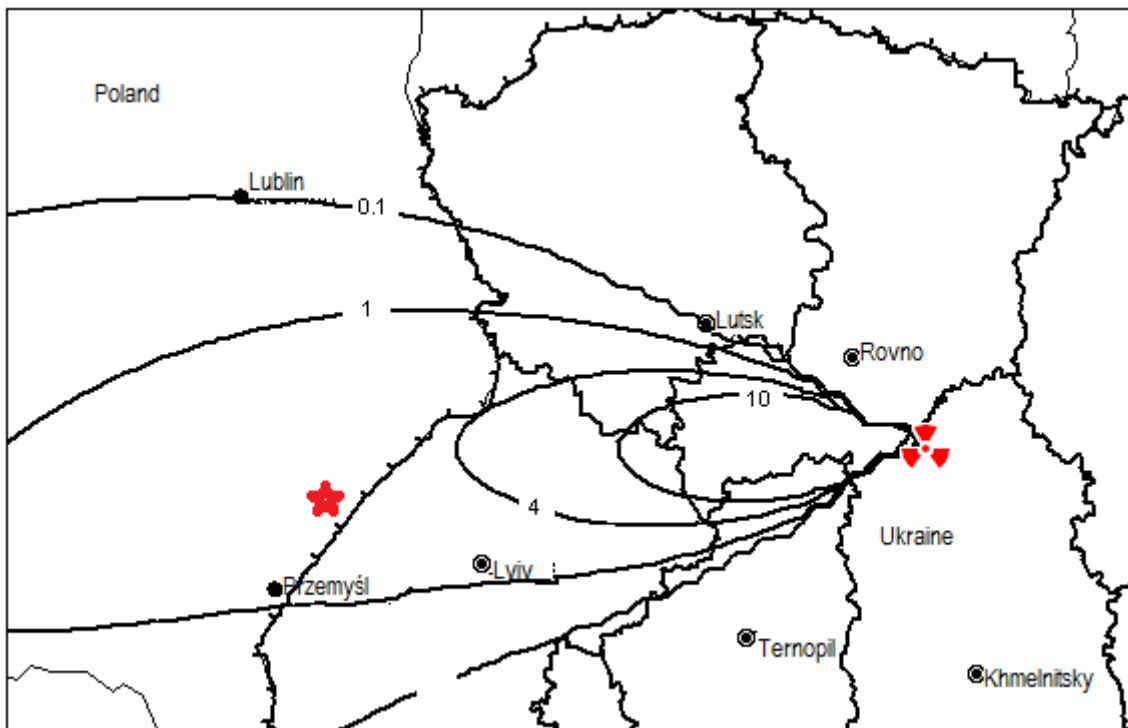 Poland
Lublin
0.1
1
Lutsk
Rovno
10
4
Ukraine
Lviv
Przemyśl
Ternopil
Khmelnitsky